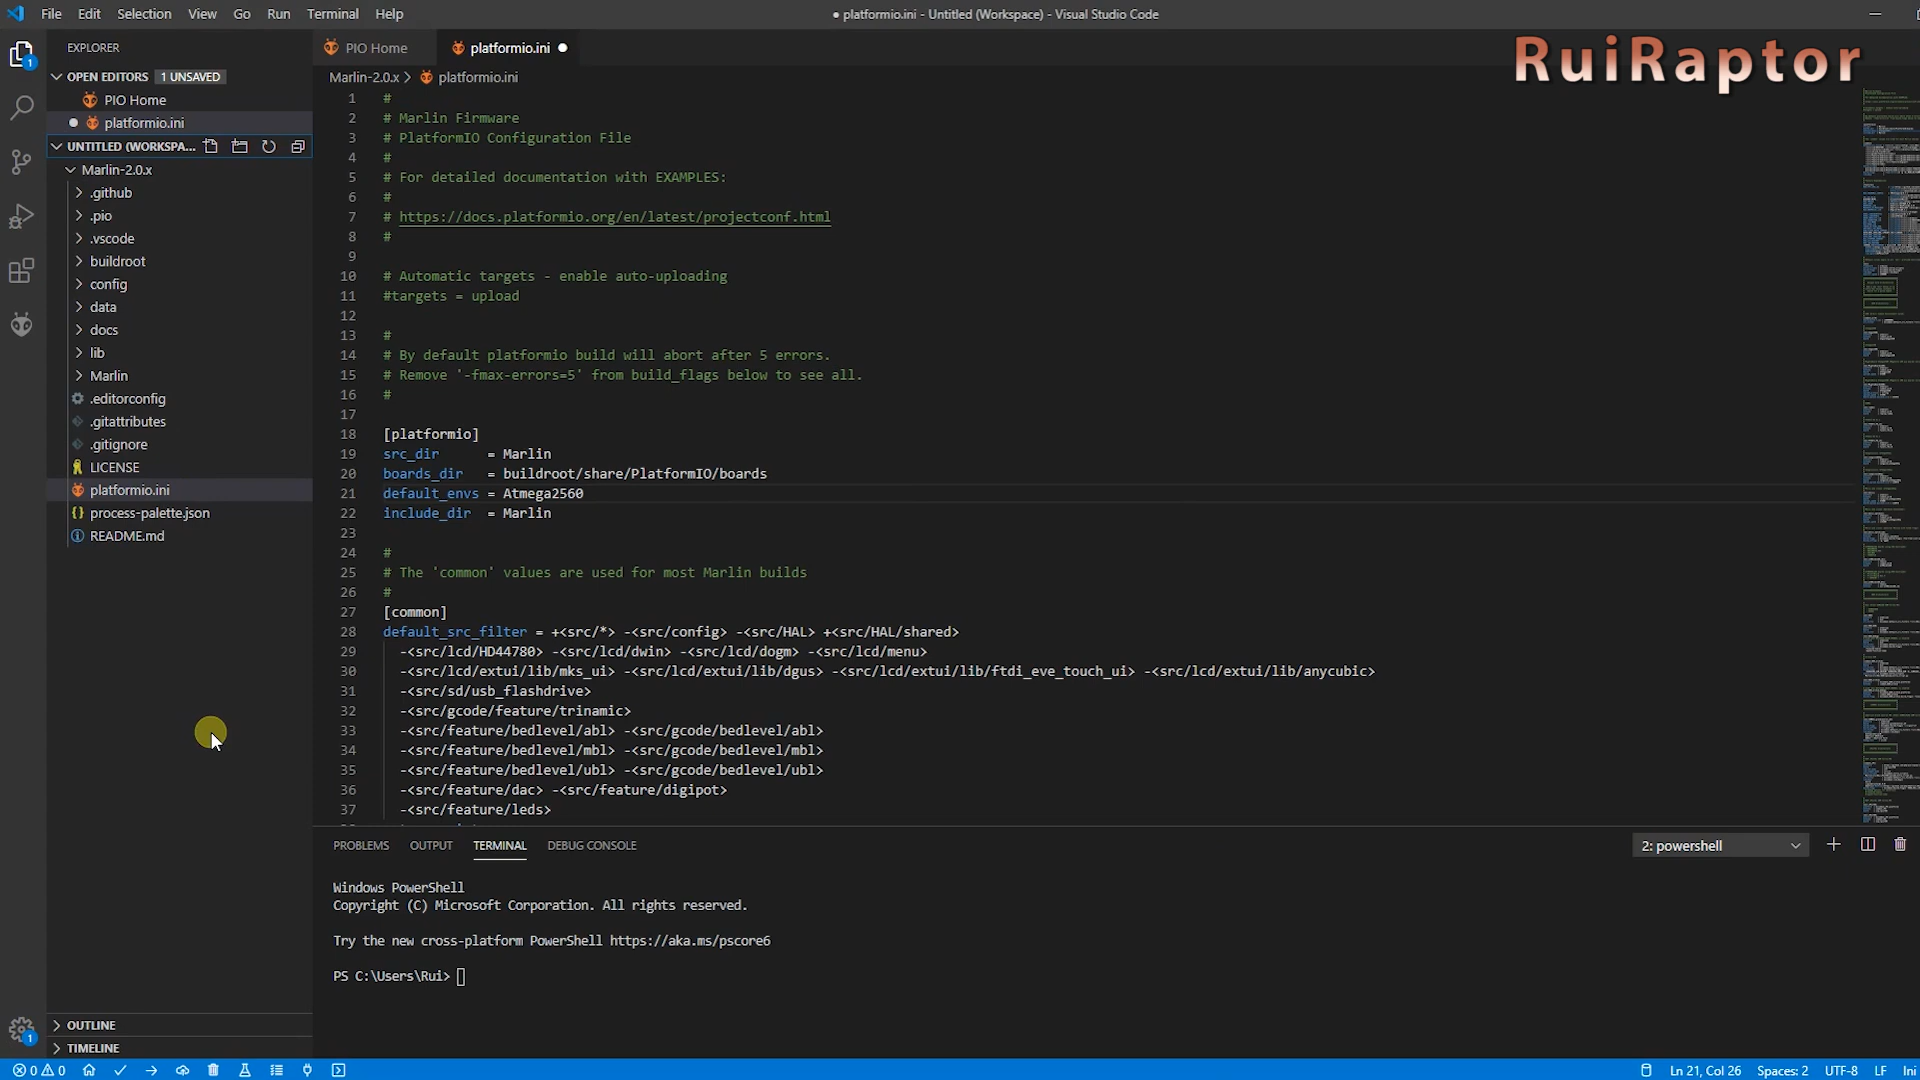 File Edit Selection View Go Run Terminal Help
● platformio.ini - Untitled (Workspace) - Visual Studio Code
RuiRaptor
EXPLORER
OPEN EDITORS 1 UNSAVED
PIO Home
platformio.ini
UNTITLED (WORKSPA...
Marlin-2.0.x
.github
.pio
.vscode
buildroot
config
data
docs
lib
Marlin
.editorconfig
.gitattributes
.gitignore
LICENSE
platformio.ini
process-palette.json
README.md
OUTLINE
TIMELINE
1
1
PIO Home platformio.ini
Marlin-2.0.x > platformio.ini
1 #
2 # Marlin Firmware
3 # PlatformIO Configuration File
4 #
5 # For detailed documentation with EXAMPLES:
6 #
7 # https://docs.platformio.org/en/latest/projectconf.html
8 #
9
10 # Automatic targets - enable auto-uploading
11 #targets = upload
12
13 #
14 # By default platformio build will abort after 5 errors.
15 # Remove '-fmax-errors=5' from build_flags below to see all.
16 #
17
18 [platformio]
19 src_dir = Marlin
20 boards_dir = buildroot/share/PlatformIO/boards
21 default_envs = Atmega2560
22 include_dir = Marlin
23
24 #
25 # The 'common' values are used for most Marlin builds
26 #
27 [common]
28 default_src_filter = +<src/*> -<src/config> -<src/HAL> +<src/HAL/shared>
29 -<src/lcd/HD44780> -<src/lcd/dwin> -<src/lcd/dogm> -<src/lcd/menu>
30 -<src/lcd/extui/lib/mks_ui> -<src/lcd/extui/lib/dgus> -<src/lcd/extui/lib/ftdi_eve_touch_ui> -<src/lcd/extui/lib/anycubic>
31 -<src/sd/usb_flashdrive>
32 -<src/gcode/feature/trinamic>
33 -<src/feature/bedlevel/abl> -<src/gcode/bedlevel/abl>
34 -<src/feature/bedlevel/mbl> -<src/gcode/bedlevel/mbl>
35 -<src/feature/bedlevel/ubl> -<src/gcode/bedlevel/ubl>
36 -<src/feature/dac> -<src/feature/digipot>
37 -<src/feature/leds>
PROBLEMS OUTPUT TERMINAL DEBUG CONSOLE
2: powershell
Windows PowerShell
Copyright (C) Microsoft Corporation. All rights reserved.
Try the new cross-platform PowerShell https://aka.ms/pscore6
PS C:\Users\Rui>
0 0
Ln 21, Col 26 Spaces: 2 UTF-8 LF Ini